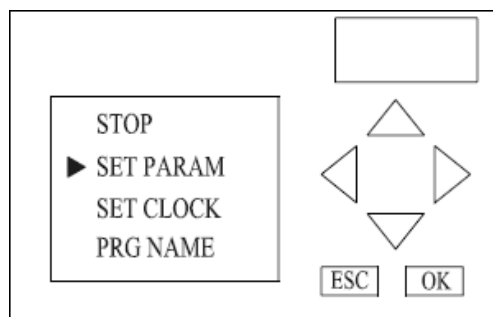 STOP
SET PARAM
SET CLOCK
PRG NAME
ESC OK